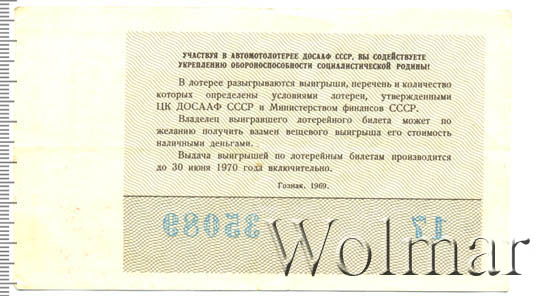 УЧАСТВУЯ В АВТОМОТОЛОТЕРЕЕ ДОСААФ СССР, ВЫ СОДЕЙСТВУЕТЕ
УКРЕПЛЕНИЮ ОБОРОНОСПОСОБНОСТИ СОЦИАЛИСТИЧЕСКОЙ РОДИНЫ!
В лотерее разыгрываются выигрыши, перечень и количество
которых определены условиями лотереи, утвержденными
ЦК ДОСААФ СССР и Министерством финансов СССР.
Владелец выигравшего лотерейного билета может по
желанию получить взамен вещевого выигрыша его стоимость
наличными деньгами.
Выдача выигрышей по лотерейным билетам производится
до 30 июня 1970 года включительно.
Гознак. 1969.
17 35089
Wolmar